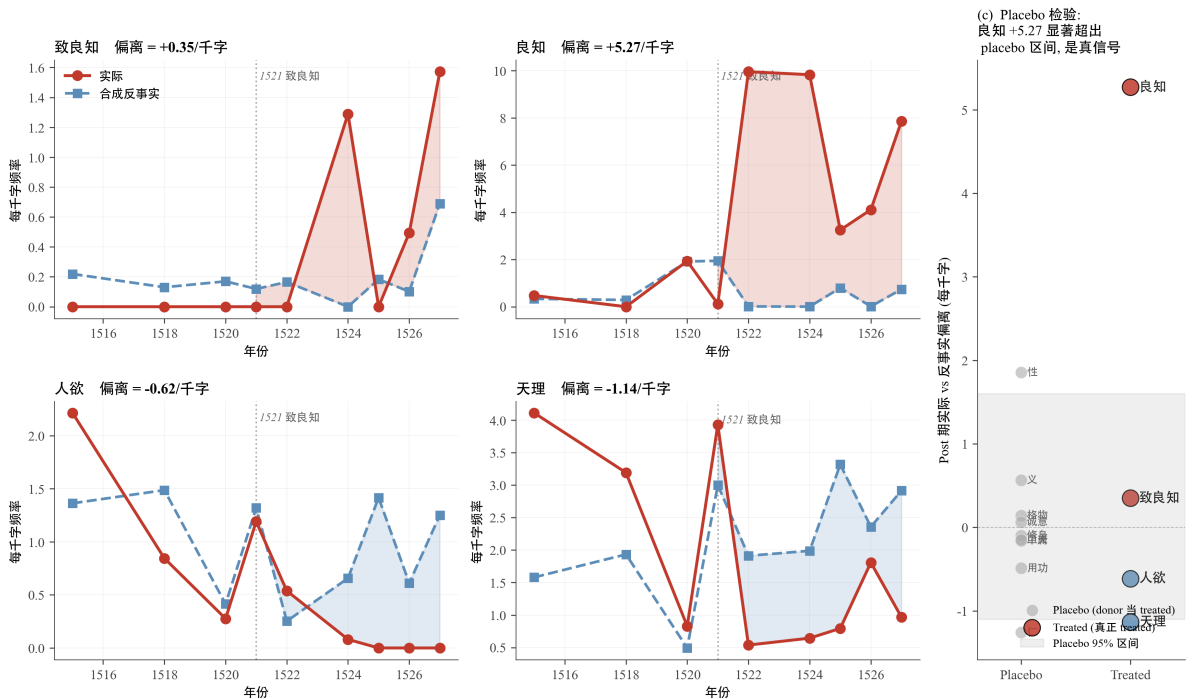 致良知 偏离 = +0.35/千字
实际
合成反事实
1521 致良知
每千字频率
1.6
1.4
1.2
1.0
0.8
0.6
0.4
0.2
0.0
1516 1518 1520 1522 1524 1526
年份
良知 偏离 = +5.27/千字
1521 致良知
每千字频率
10
8
6
4
2
0
1516 1518 1520 1522 1524 1526
年份
人欲 偏离 = -0.62/千字
1521 致良知
每千字频率
2.0
1.5
1.0
0.5
0.0
1516 1518 1520 1522 1524 1526
年份
天理 偏离 = -1.14/千字
1521 致良知
每千字频率
4.0
3.5
3.0
2.5
2.0
1.5
1.0
0.5
1516 1518 1520 1522 1524 1526
年份
(c) Placebo 检验:
良知 +5.27 显著超出
placebo 区间, 是真信号
Post 期实际 vs 反事实偏离 (每千字)
5
4
3
2
1
0
-1
良知
性
义
格物
诚意
致良知
用功
人欲
天理
Placebo (donor 当 treated)
Treated (真正 treated)
Placebo 95% 区间
Placebo Treated